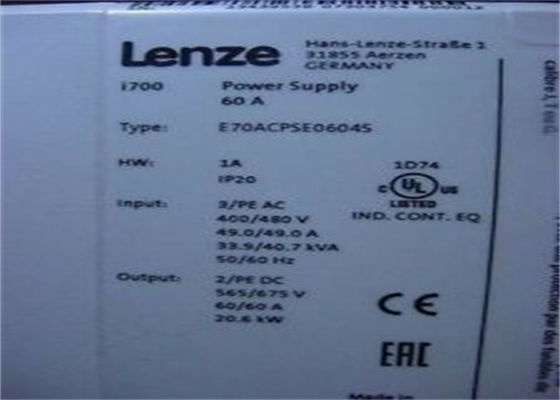 Lenze
Hans-Lenze-Straße 1
31855 Aerzen
GERMANY
i700
Power Supply
60 A
Type: E70ACPSE0604S
HW: 1A
IP20
1D74
C UL US
LISTED
IND. CONT. EQ
Input: 3/PE AC
400/480 V
49.0/49.0 A
33.9/40.7 kVA
50/60 Hz
Output: 2/PE DC
565/675 V
60/60 A
20.6 kW
CE
EAC
Made in